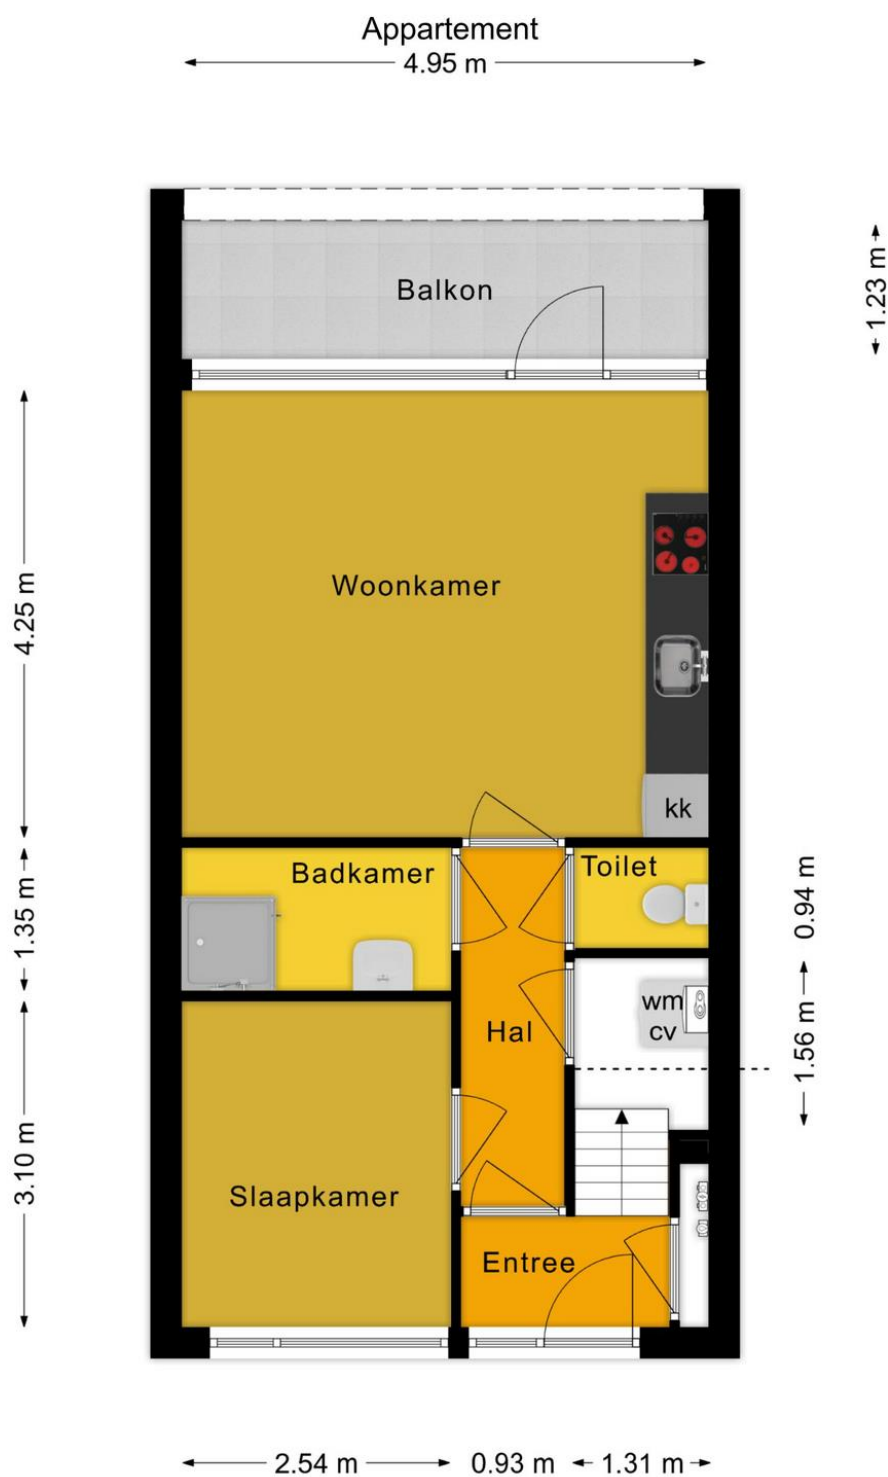 Appartement
4.95 m
Balkon
1.23 m
Woonkamer
4.25 m
kk
Badkamer
Toilet
1.35 m
0.94 m
wm
cv
Hal
1.56 m
3.10 m
Slaapkamer
Entree
2.54 m
0.93 m
1.31 m